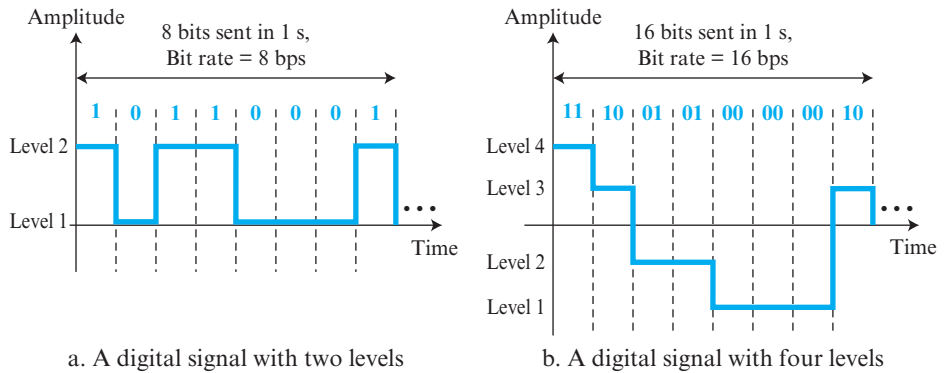 Amplitude
8 bits sent in 1 s,
Bit rate = 8 bps
1 0 1 1 0 0 0 1
Level 2
Level 1
Time
a. A digital signal with two levels
Amplitude
16 bits sent in 1 s,
Bit rate = 16 bps
11 10 01 01 00 00 00 10
Level 4
Level 3
Level 2
Level 1
Time
b. A digital signal with four levels